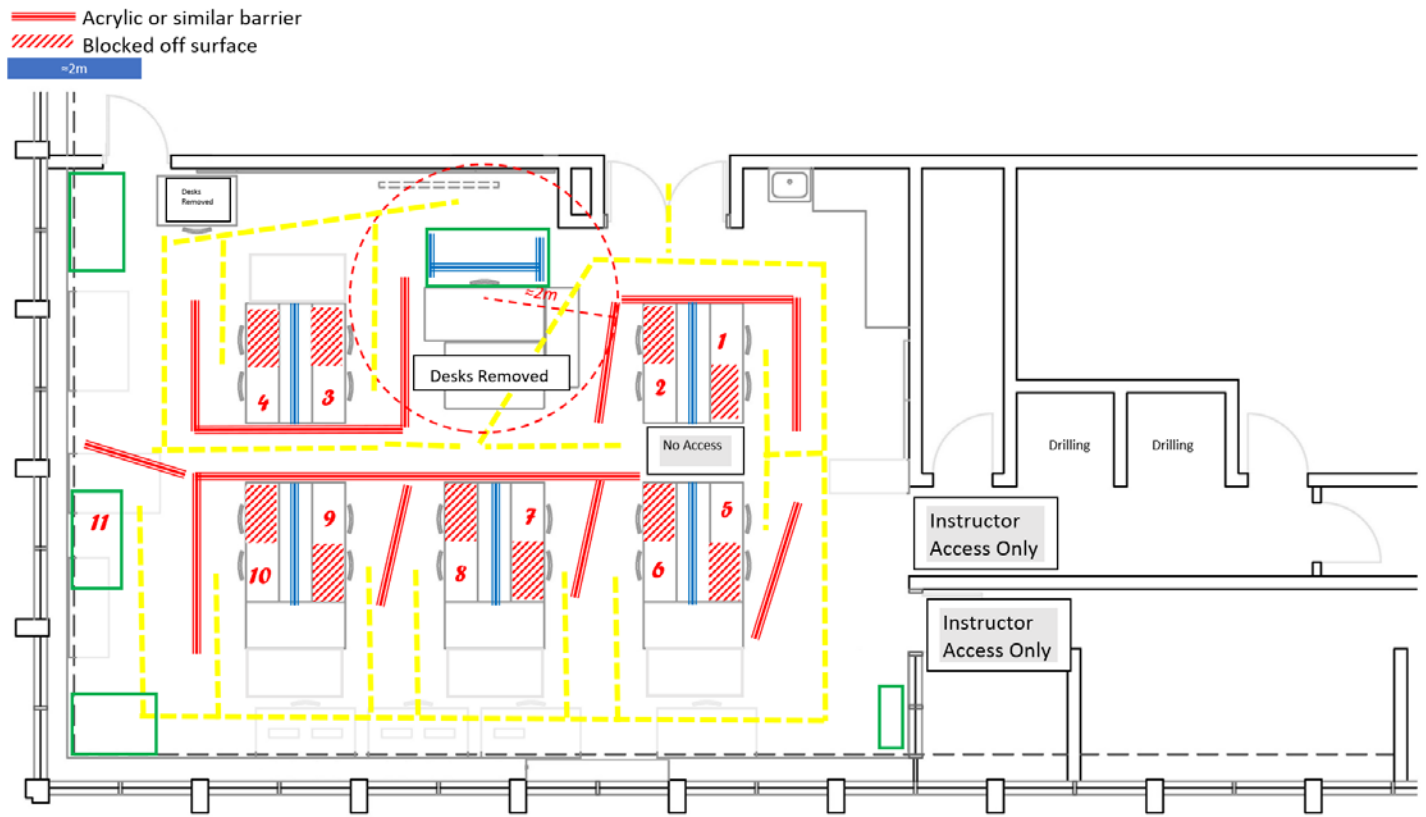 Acrylic or similar barrier
Blocked off surface
≈2m
Desks
Removed
≈2m
Desks Removed
1
2
3
4
No Access
Drilling
Drilling
5
6
7
8
9
10
11
Instructor
Access Only
Instructor
Access Only